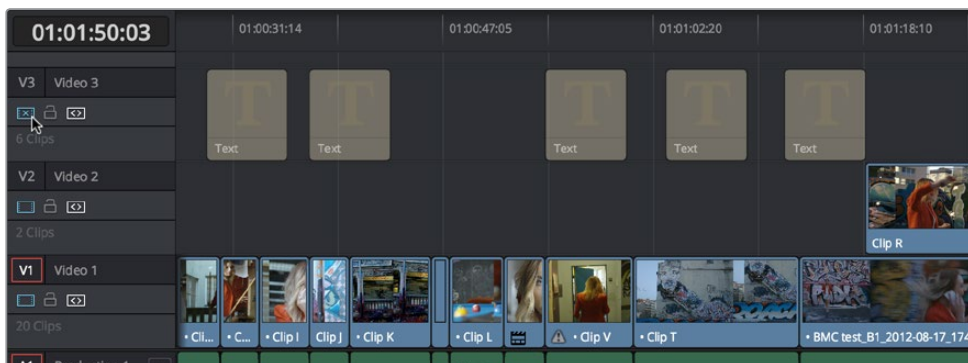 01:01:50:03
01:00:31:14
01:00:47:05
01:01:02:20
01:01:18:10
V3 Video 3
6 Clips
T T T T T
Text Text Text Text Text
V2 Video 2
2 Clips
Clip R
V1 Video 1
20 Clips
• Cli... • C... • Clip I Clip J • Clip K • Clip L • Clip V • Clip T • BMC test_B1_2012-08-17_174